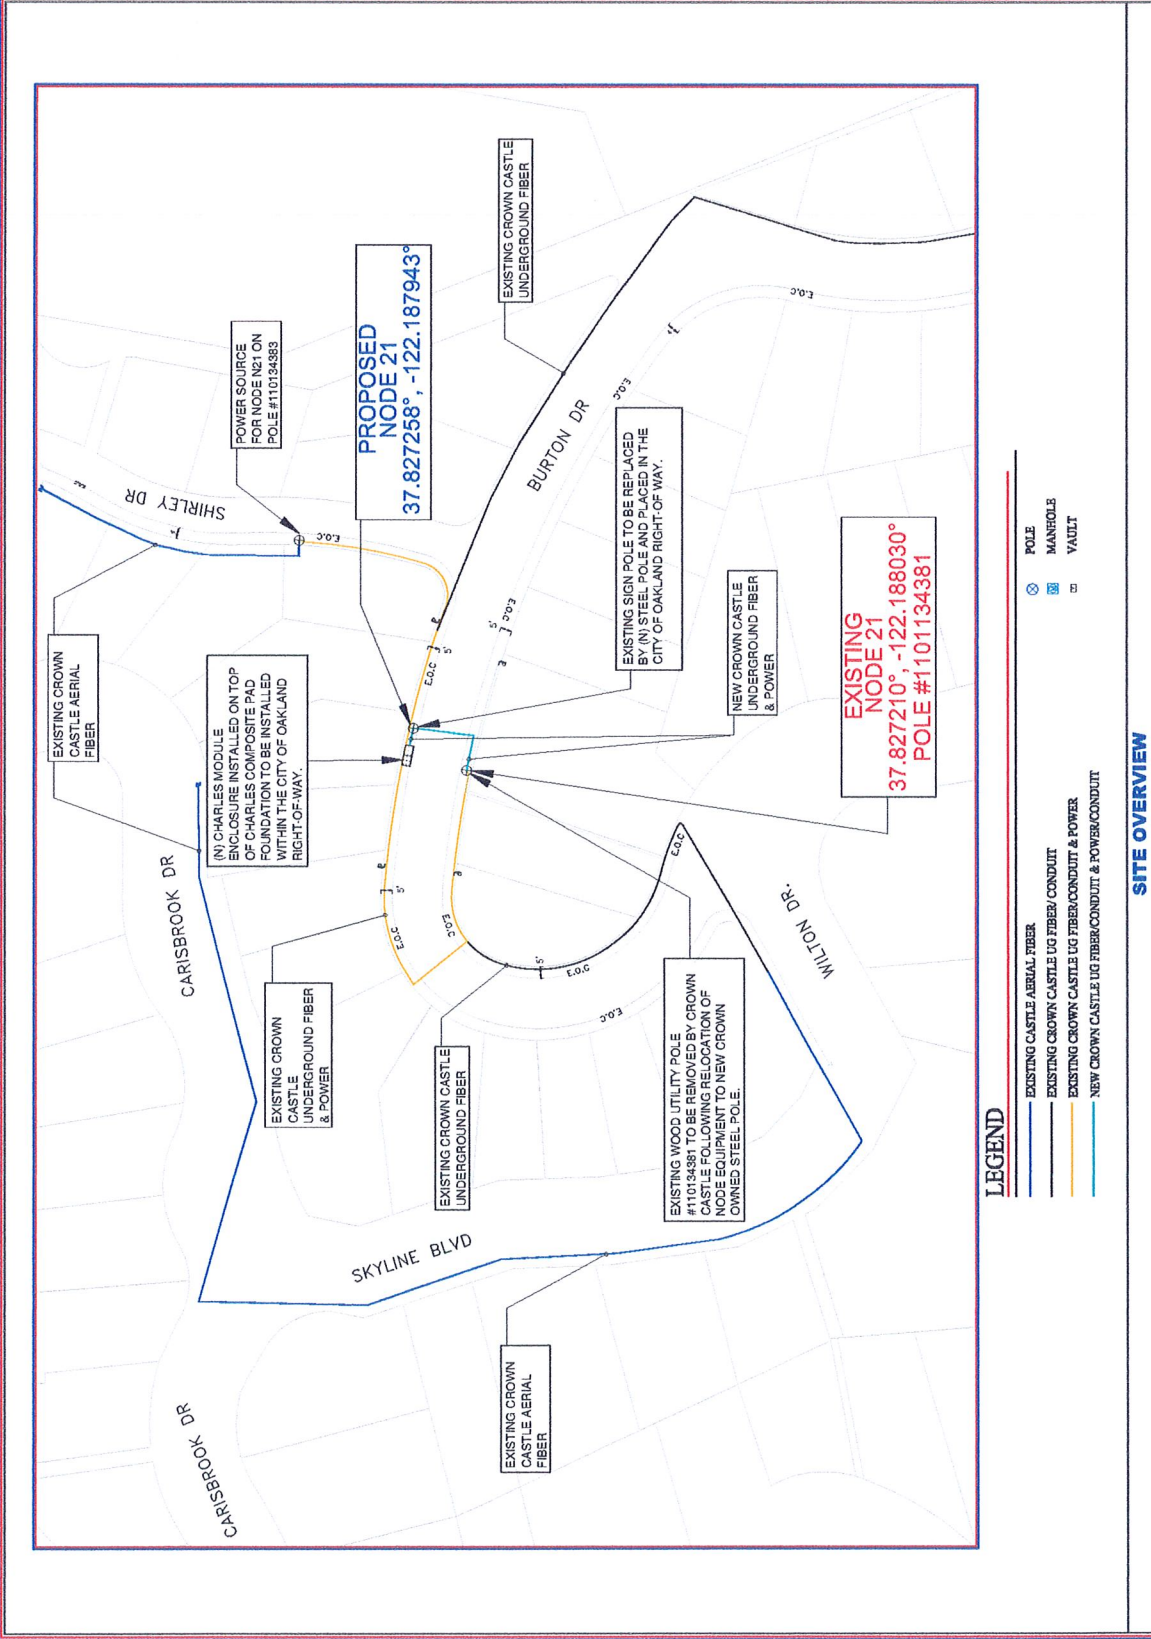 EXISTING CROWN
CASTLE AERIAL
FIBER
CARISBROOK DR
CARISBROOK DR
(N) CHARLES MODULE
ENCLOSURE INSTALLED ON TOP
OF CHARLES COMPOSITE PAD
FOUNDATION TO BE INSTALLED
WITHIN THE CITY OF OAKLAND
RIGHT-OF-WAY.
SHIRLEY DR
POWER SOURCE
FOR NODE N21 ON
POLE #110134383
PROPOSED
NODE 21
37.827258°, -122.187943°
EXISTING CROWN CASTLE
UNDERGROUND FIBER
EXISTING CROWN
CASTLE
UNDERGROUND FIBER
& POWER
E.O.C
E.O.C
E.O.C
5'
5'
E.O.C
E.O.C
5'
E.O.C
E.O.C
BURTON DR
SKYLINE BLVD
EXISTING CROWN CASTLE
UNDERGROUND FIBER
5'
E.O.C
E.O.C
E.O.C
EXISTING SIGN POLE TO BE REPLACED
BY (N) STEEL POLE AND PLACED IN THE
CITY OF OAKLAND RIGHT-OF WAY.
NEW CROWN CASTLE
UNDERGROUND FIBER
& POWER
EXISTING CROWN
CASTLE AERIAL
FIBER
EXISTING WOOD UTILITY POLE
#110134381 TO BE REMOVED BY CROWN
CASTLE FOLLOWING RELOCATION OF
NODE EQUIPMENT TO NEW CROWN
OWNED STEEL POLE.
WILTON DR.
EXISTING
NODE 21
37.827210°, -122.188030°
POLE #1101134381
LEGEND
EXISTING CASTLE AERIAL FIBER
EXISTING CROWN CASTLE UG FIBER/CONDUIT
EXISTING CROWN CASTLE UG FIBER/CONDUIT & POWER
NEW CROWN CASTLE UG FIBER/CONDUIT & POWER/CONDUIT
POLE
MANHOLE
VAULT
SITE OVERVIEW